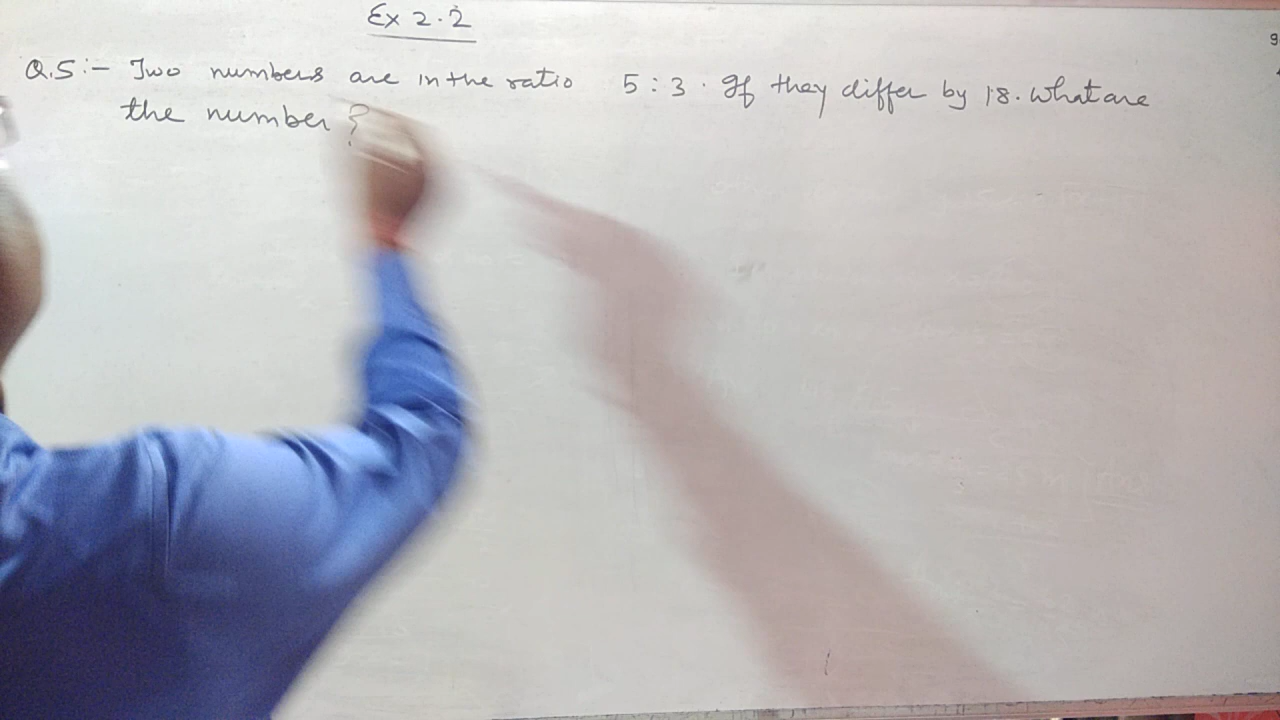 Ex 2.2
Q.5:- Two numbers are in the ratio 5:3. If they differ by 18. What are
the number?